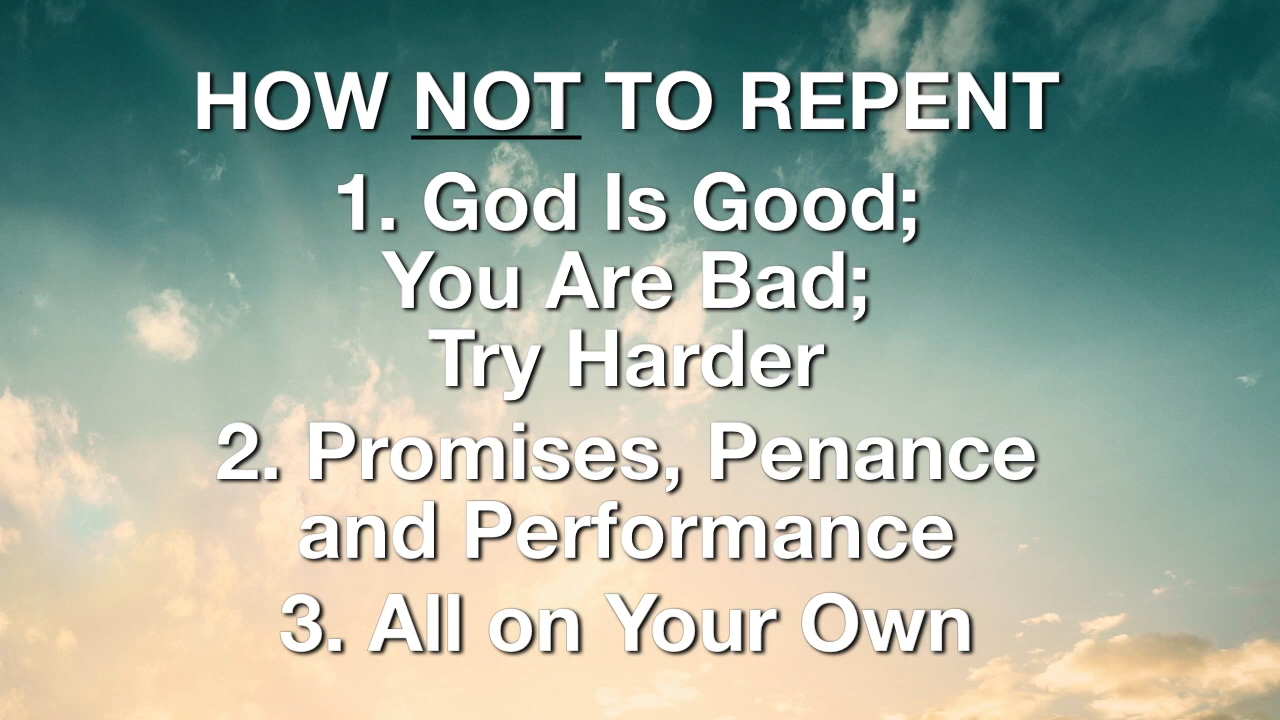 HOW NOT TO REPENT
1. God Is Good;
You Are Bad;
Try Harder
2. Promises, Penance
and Performance
3. All on Your Own